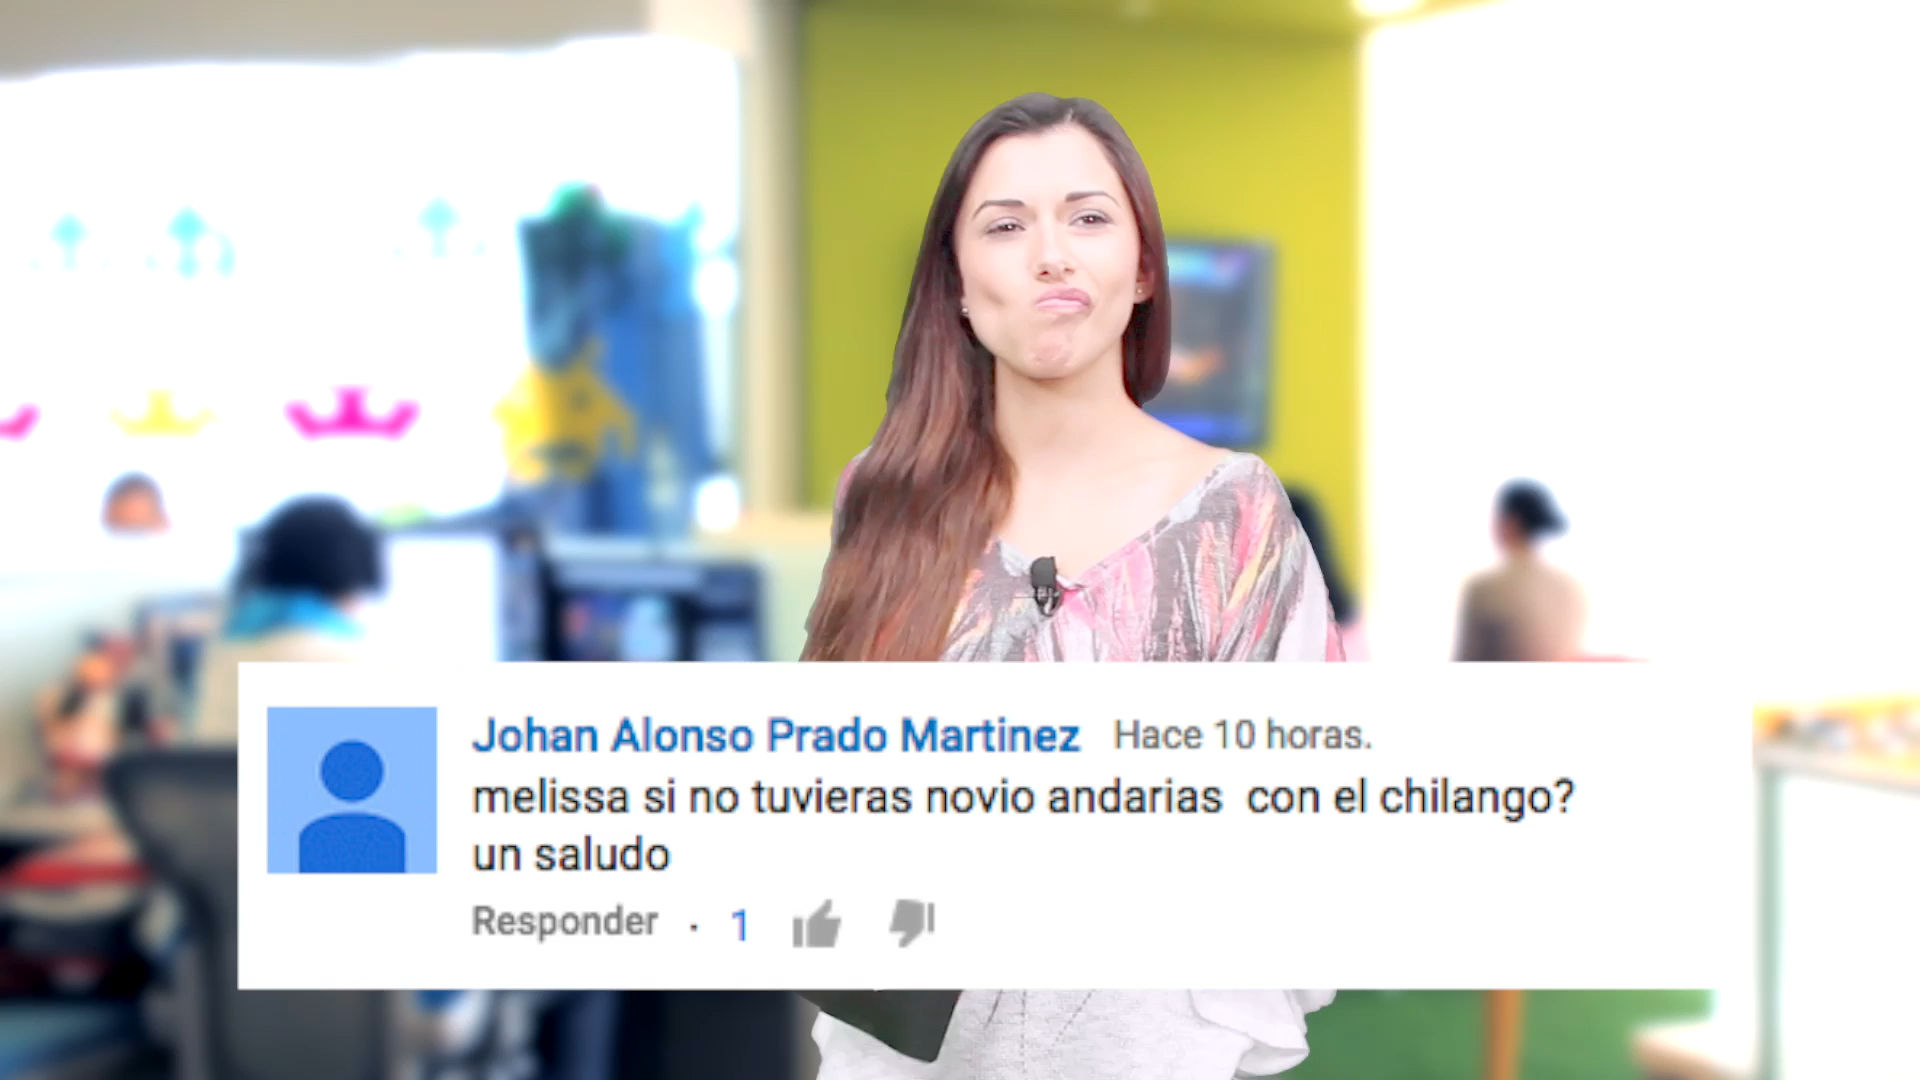 Johan Alonso Prado Martinez Hace 10 horas.
melissa si no tuvieras novio andarias con el chilango?
un saludo
Responder · 1